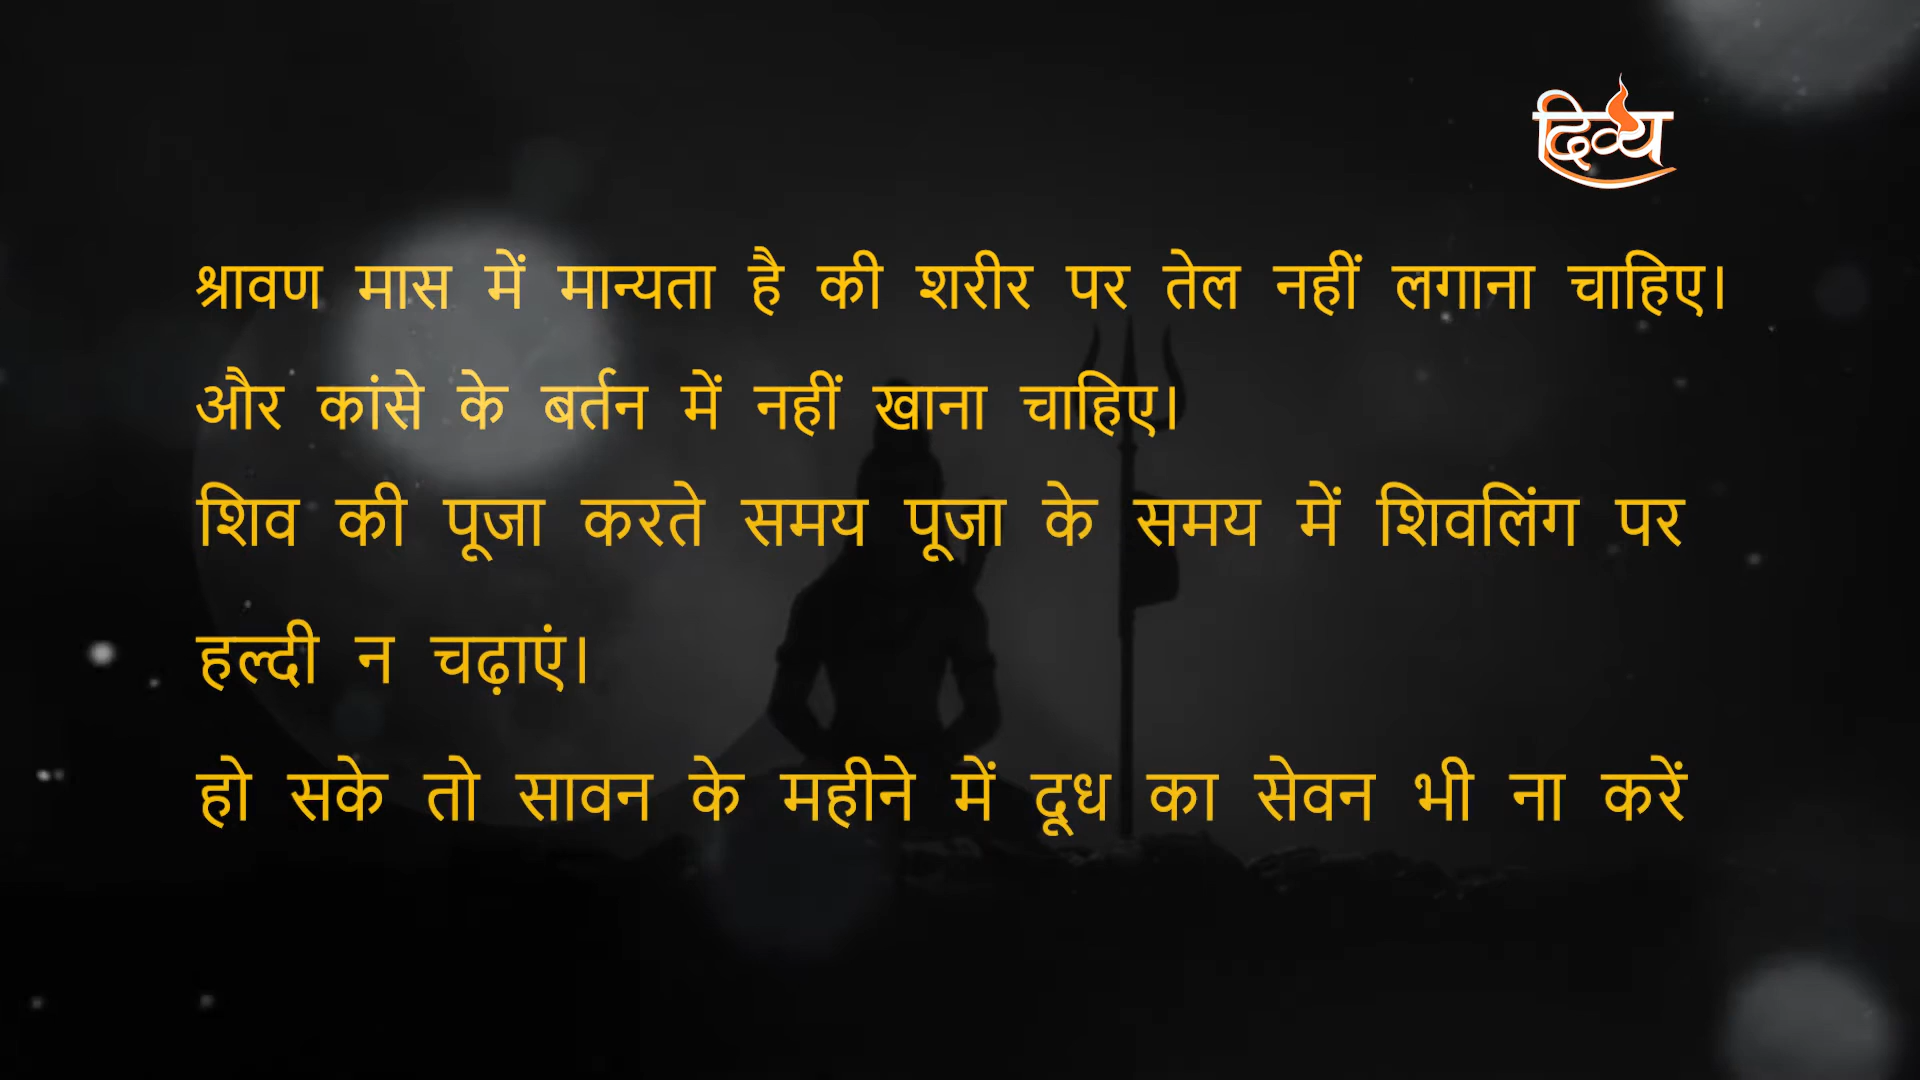 दिव्य
श्रावण मास में मान्यता है की शरीर पर तेल नहीं लगाना चाहिए।
और कांसे के बर्तन में नहीं खाना चाहिए।
शिव की पूजा करते समय पूजा के समय में शिवलिंग पर
हल्दी न चढ़ाएं।
हो सके तो सावन के महीने में दूध का सेवन भी ना करें